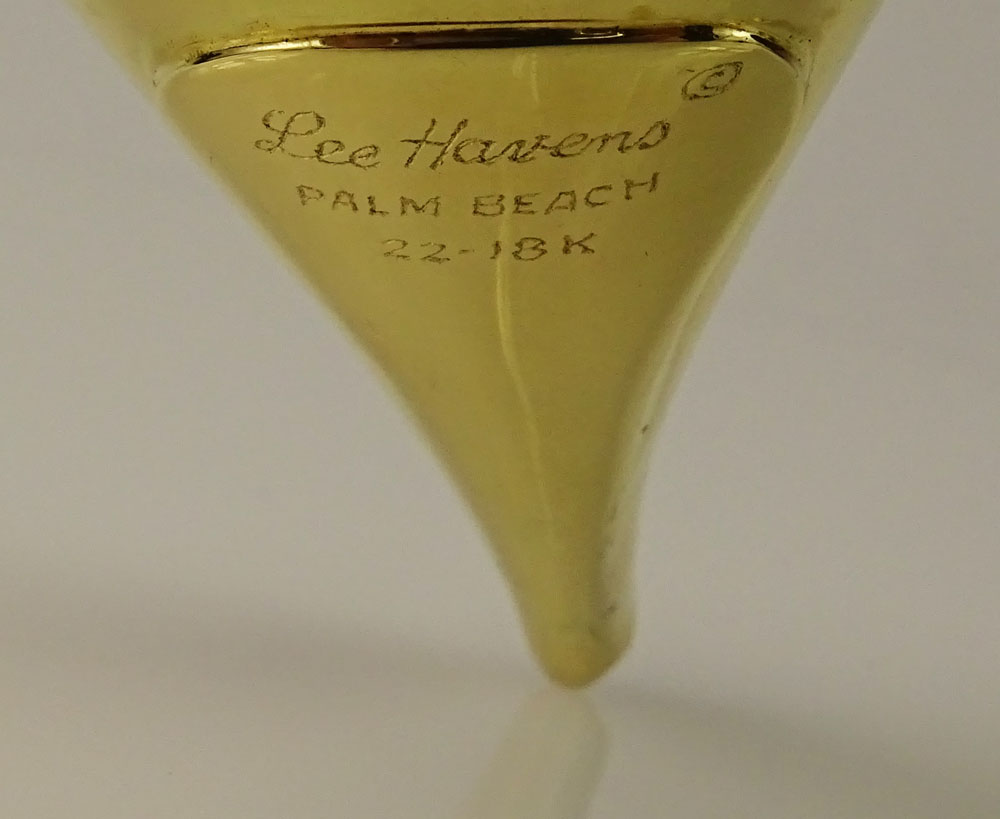 ©
Lee Havens
PALM BEACH
22-18K